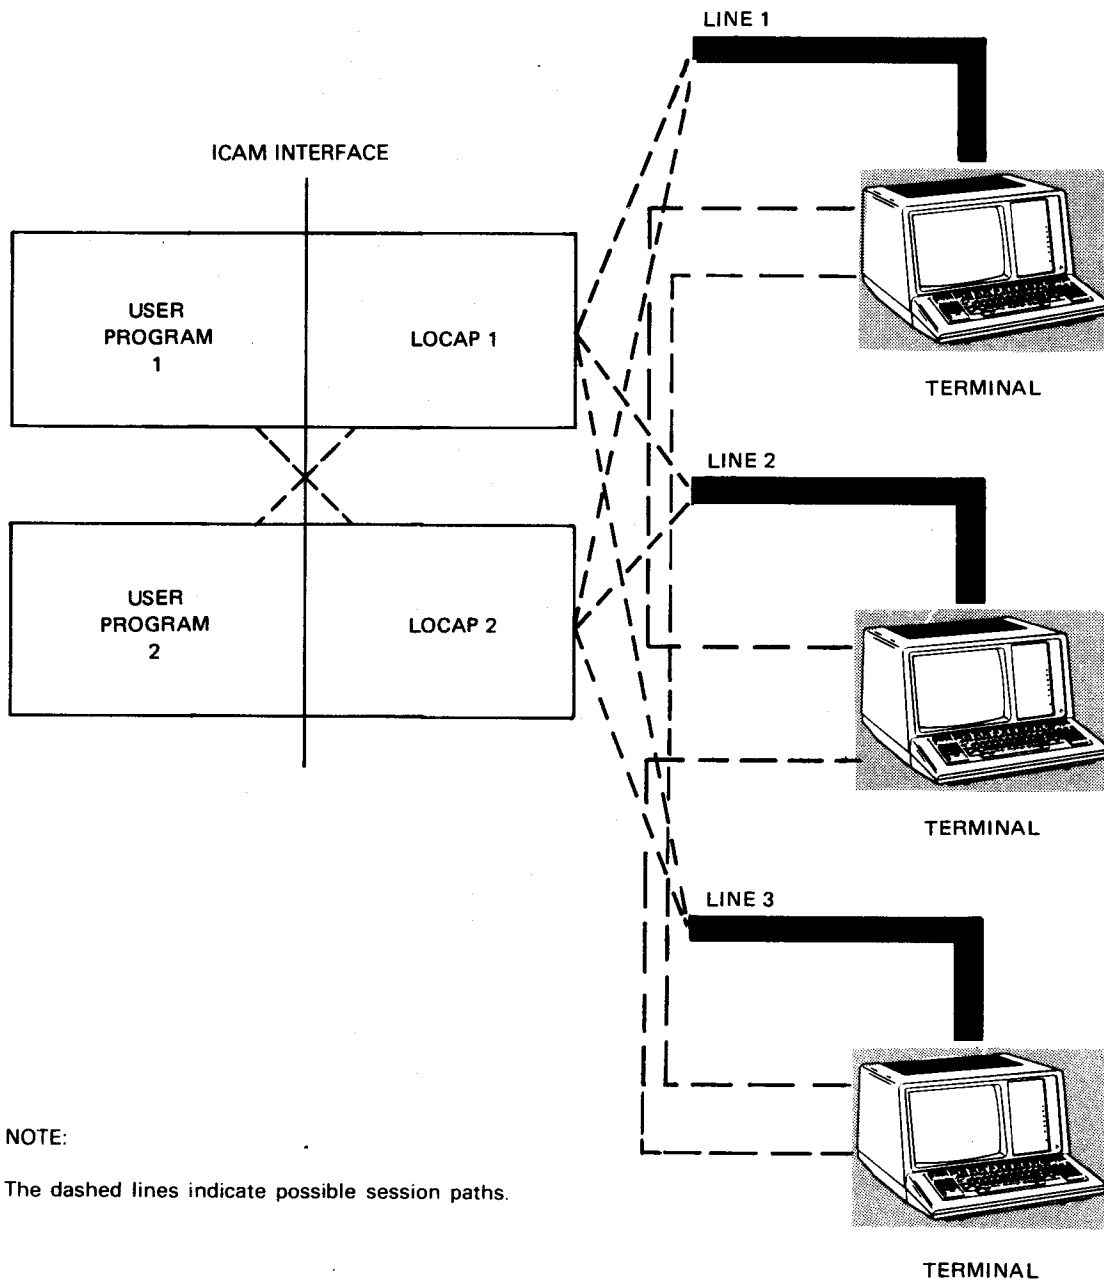 LINE 1
ICAM INTERFACE
USER
PROGRAM
1
LOCAP 1
TERMINAL
LINE 2
USER
PROGRAM
2
LOCAP 2
TERMINAL
LINE 3
NOTE:
The dashed lines indicate possible session paths.
TERMINAL